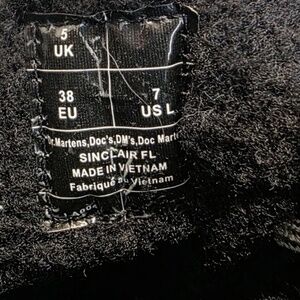 5
UK
38
EU
7
US L
Dr.Martens,Doc's,DM's,Doc Marte
SINCLAIR FL
MADE IN VIETNAM
Fabriqué au Vietnam